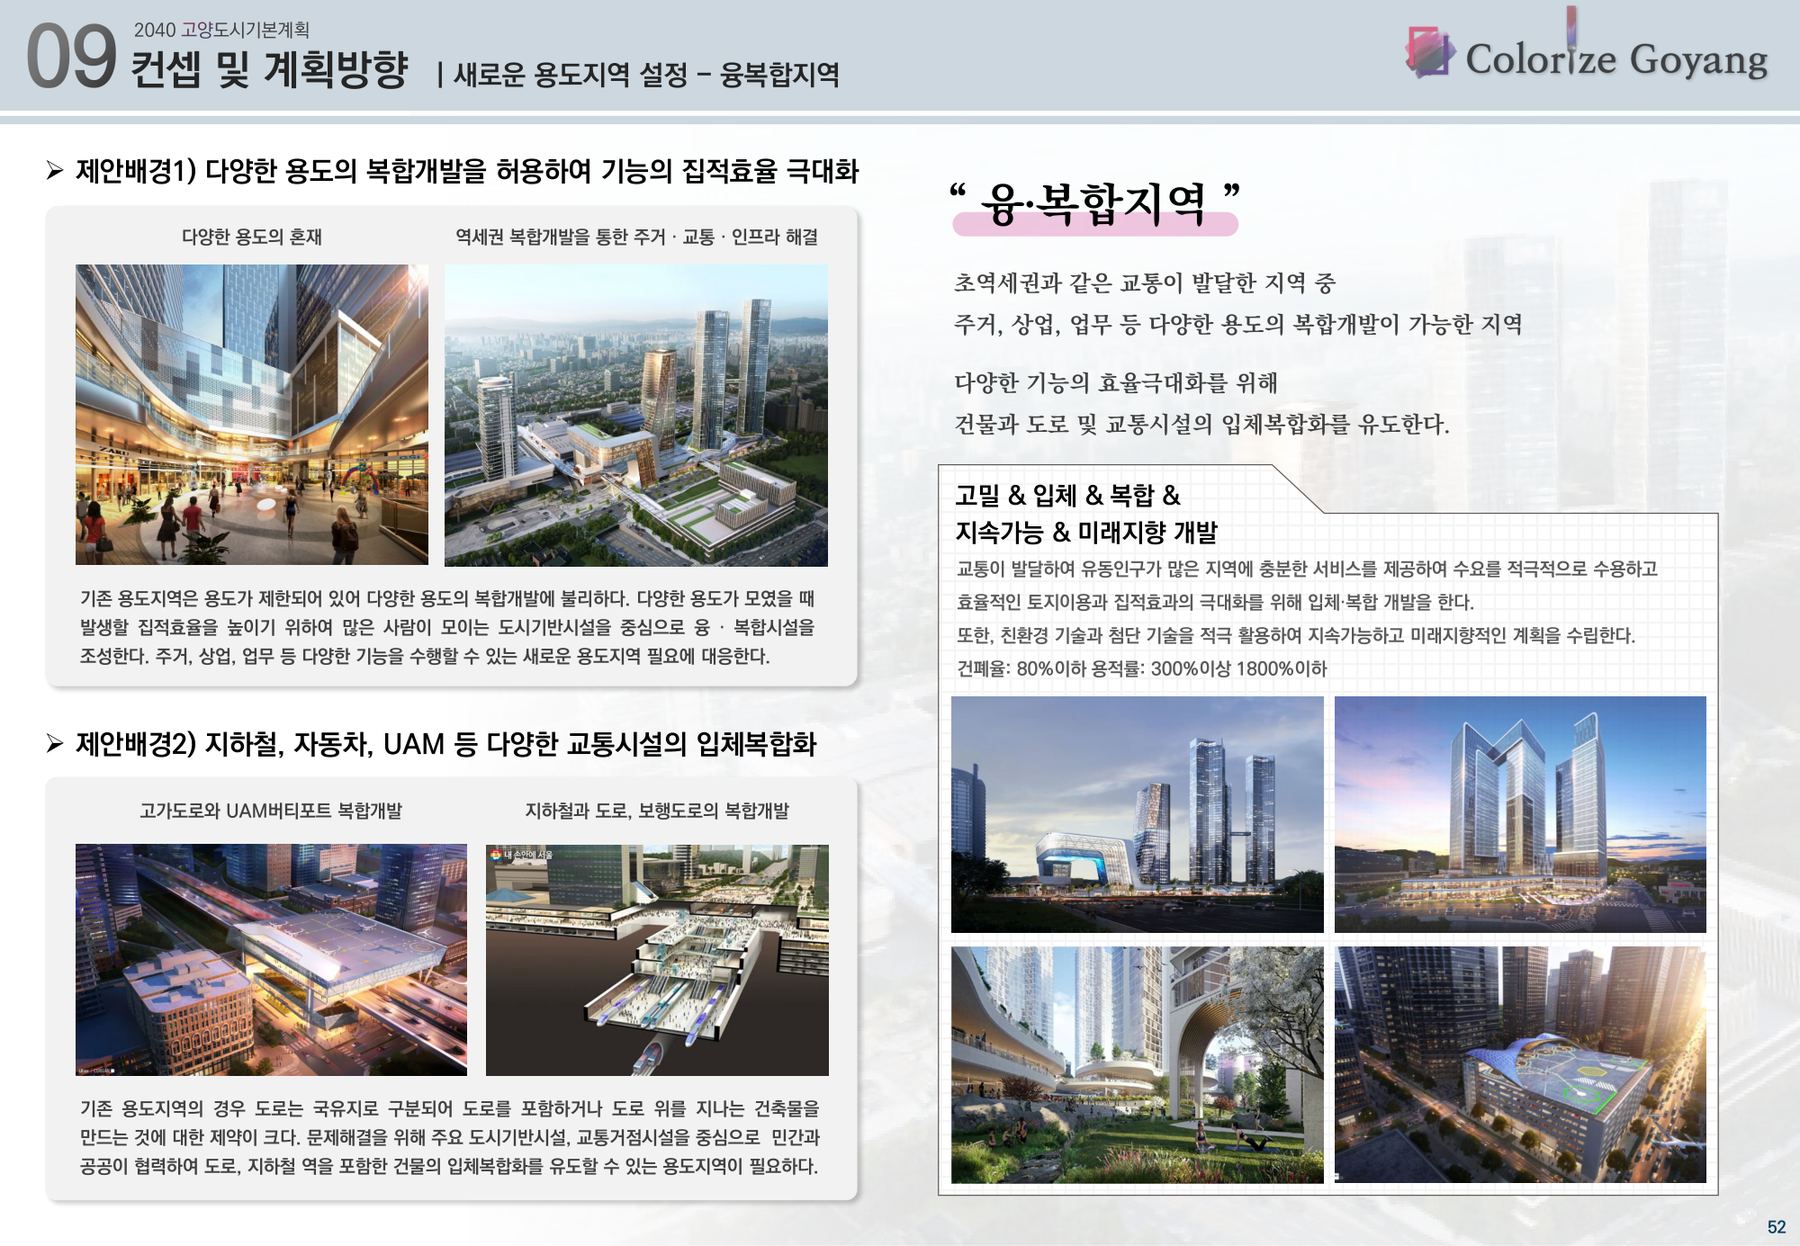 09
2040 고양도시기본계획
컨셉 및 계획방향
| 새로운 용도지역 설정 – 융복합지역
Colorize Goyang
➢ 제안배경1) 다양한 용도의 복합개발을 허용하여 기능의 집적효율 극대화
다양한 용도의 혼재
역세권 복합개발을 통한 주거 · 교통 · 인프라 해결
기존 용도지역은 용도가 제한되어 있어 다양한 용도의 복합개발에 불리하다. 다양한 용도가 모였을 때
발생할 집적효율을 높이기 위하여 많은 사람이 모이는 도시기반시설을 중심으로 융 · 복합시설을
조성한다. 주거, 상업, 업무 등 다양한 기능을 수행할 수 있는 새로운 용도지역 필요에 대응한다.
➢ 제안배경2) 지하철, 자동차, UAM 등 다양한 교통시설의 입체복합화
고가도로와 UAM버티포트 복합개발
지하철과 도로, 보행도로의 복합개발
내 손안에 서울
기존 용도지역의 경우 도로는 국유지로 구분되어 도로를 포함하거나 도로 위를 지나는 건축물을
만드는 것에 대한 제약이 크다. 문제해결을 위해 주요 도시기반시설, 교통거점시설을 중심으로 민간과
공공이 협력하여 도로, 지하철 역을 포함한 건물의 입체복합화를 유도할 수 있는 용도지역이 필요하다.
“ 융·복합지역 ”
초역세권과 같은 교통이 발달한 지역 중
주거, 상업, 업무 등 다양한 용도의 복합개발이 가능한 지역
다양한 기능의 효율극대화를 위해
건물과 도로 및 교통시설의 입체복합화를 유도한다.
고밀 & 입체 & 복합 &
지속가능 & 미래지향 개발
교통이 발달하여 유동인구가 많은 지역에 충분한 서비스를 제공하여 수요를 적극적으로 수용하고
효율적인 토지이용과 집적효과의 극대화를 위해 입체·복합 개발을 한다.
또한, 친환경 기술과 첨단 기술을 적극 활용하여 지속가능하고 미래지향적인 계획을 수립한다.
건폐율: 80%이하 용적률: 300%이상 1800%이하
52